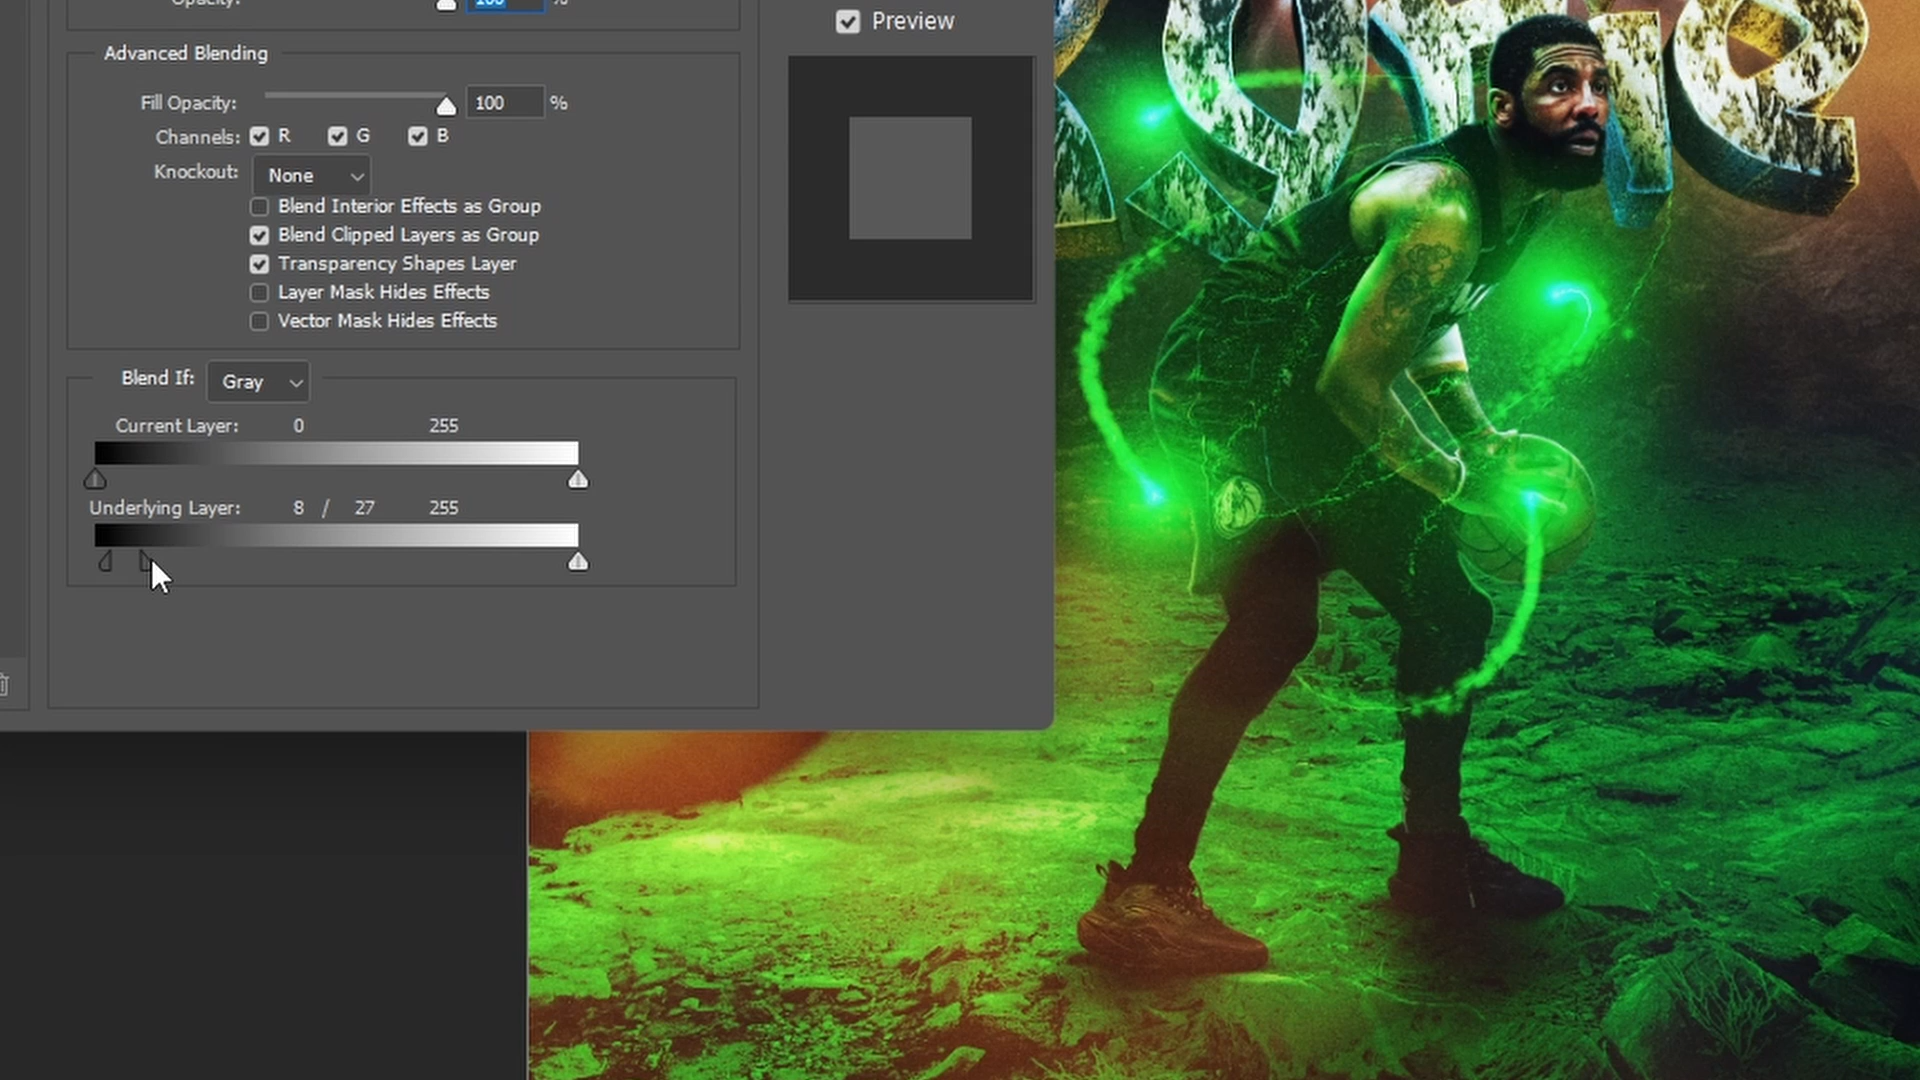 Opacity: 100 %
Preview
Advanced Blending
Fill Opacity: 100 %
Channels: R G B
Knockout: None
Blend Interior Effects as Group
Blend Clipped Layers as Group
Transparency Shapes Layer
Layer Mask Hides Effects
Vector Mask Hides Effects
Blend If: Gray
Current Layer: 0 255
Underlying Layer: 8 / 27 255